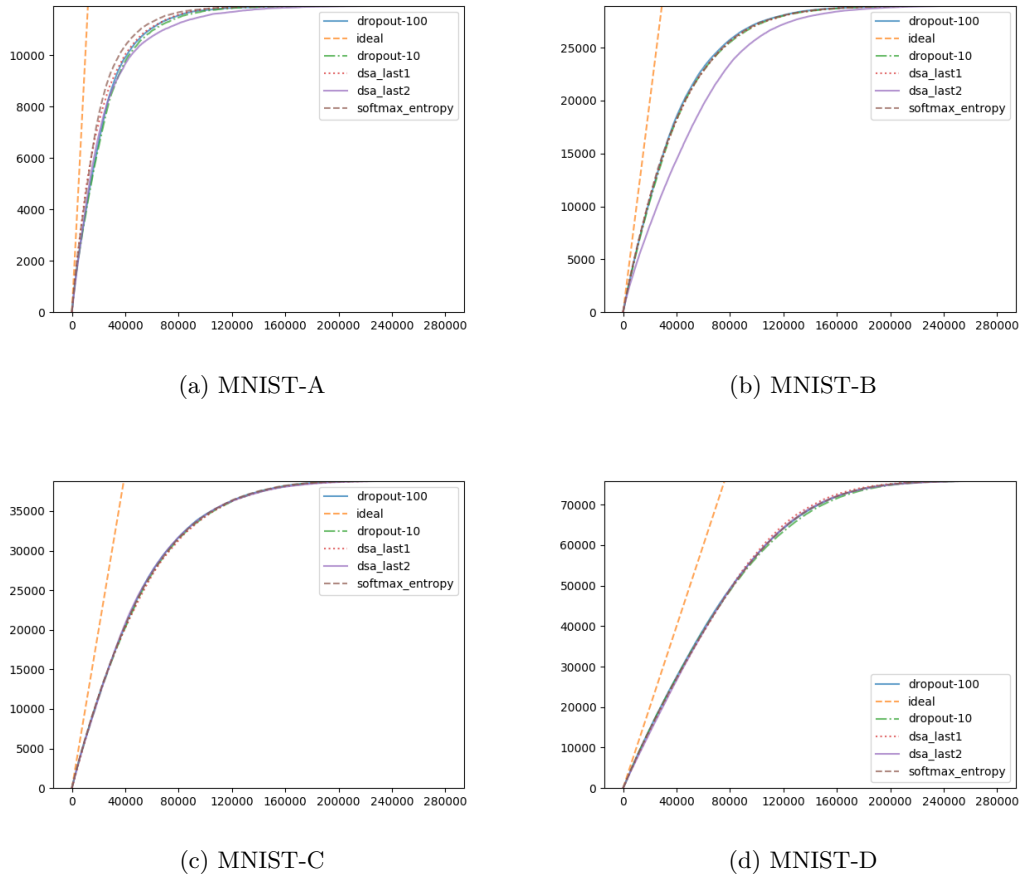 12000
10000
8000
6000
4000
2000
0
0 40000 80000 120000 160000 200000 240000 280000
dropout-100
ideal
dropout-10
dsa_last1
dsa_last2
softmax_entropy
(a) MNIST-A
25000
20000
15000
10000
5000
0
0 40000 80000 120000 160000 200000 240000 280000
dropout-100
ideal
dropout-10
dsa_last1
dsa_last2
softmax_entropy
(b) MNIST-B
35000
30000
25000
20000
15000
10000
5000
0
0 40000 80000 120000 160000 200000 240000 280000
dropout-100
ideal
dropout-10
dsa_last1
dsa_last2
softmax_entropy
(c) MNIST-C
70000
60000
50000
40000
30000
20000
10000
0
0 40000 80000 120000 160000 200000 240000 280000
dropout-100
ideal
dropout-10
dsa_last1
dsa_last2
softmax_entropy
(d) MNIST-D